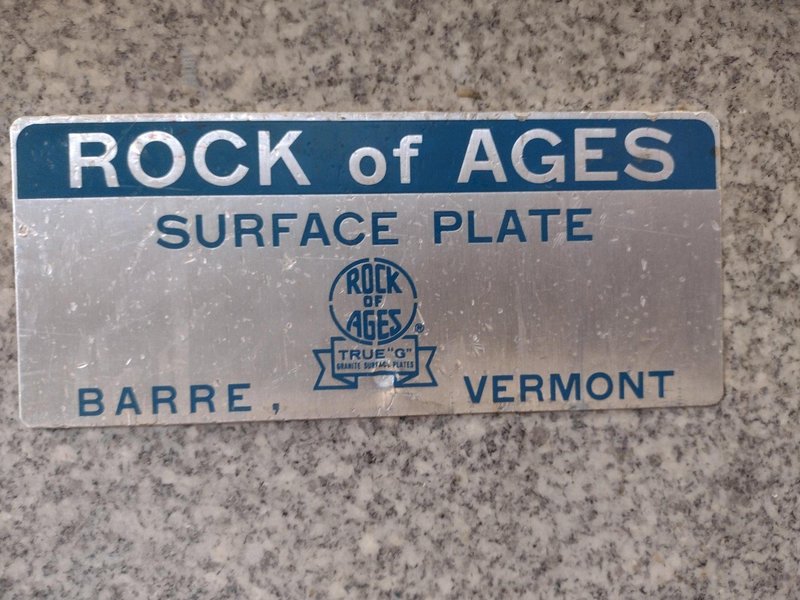 ROCK of AGES
SURFACE PLATE
ROCK
OF
AGES®
TRUE "G"
GRANITE SURFACE PLATES
BARRE, VERMONT